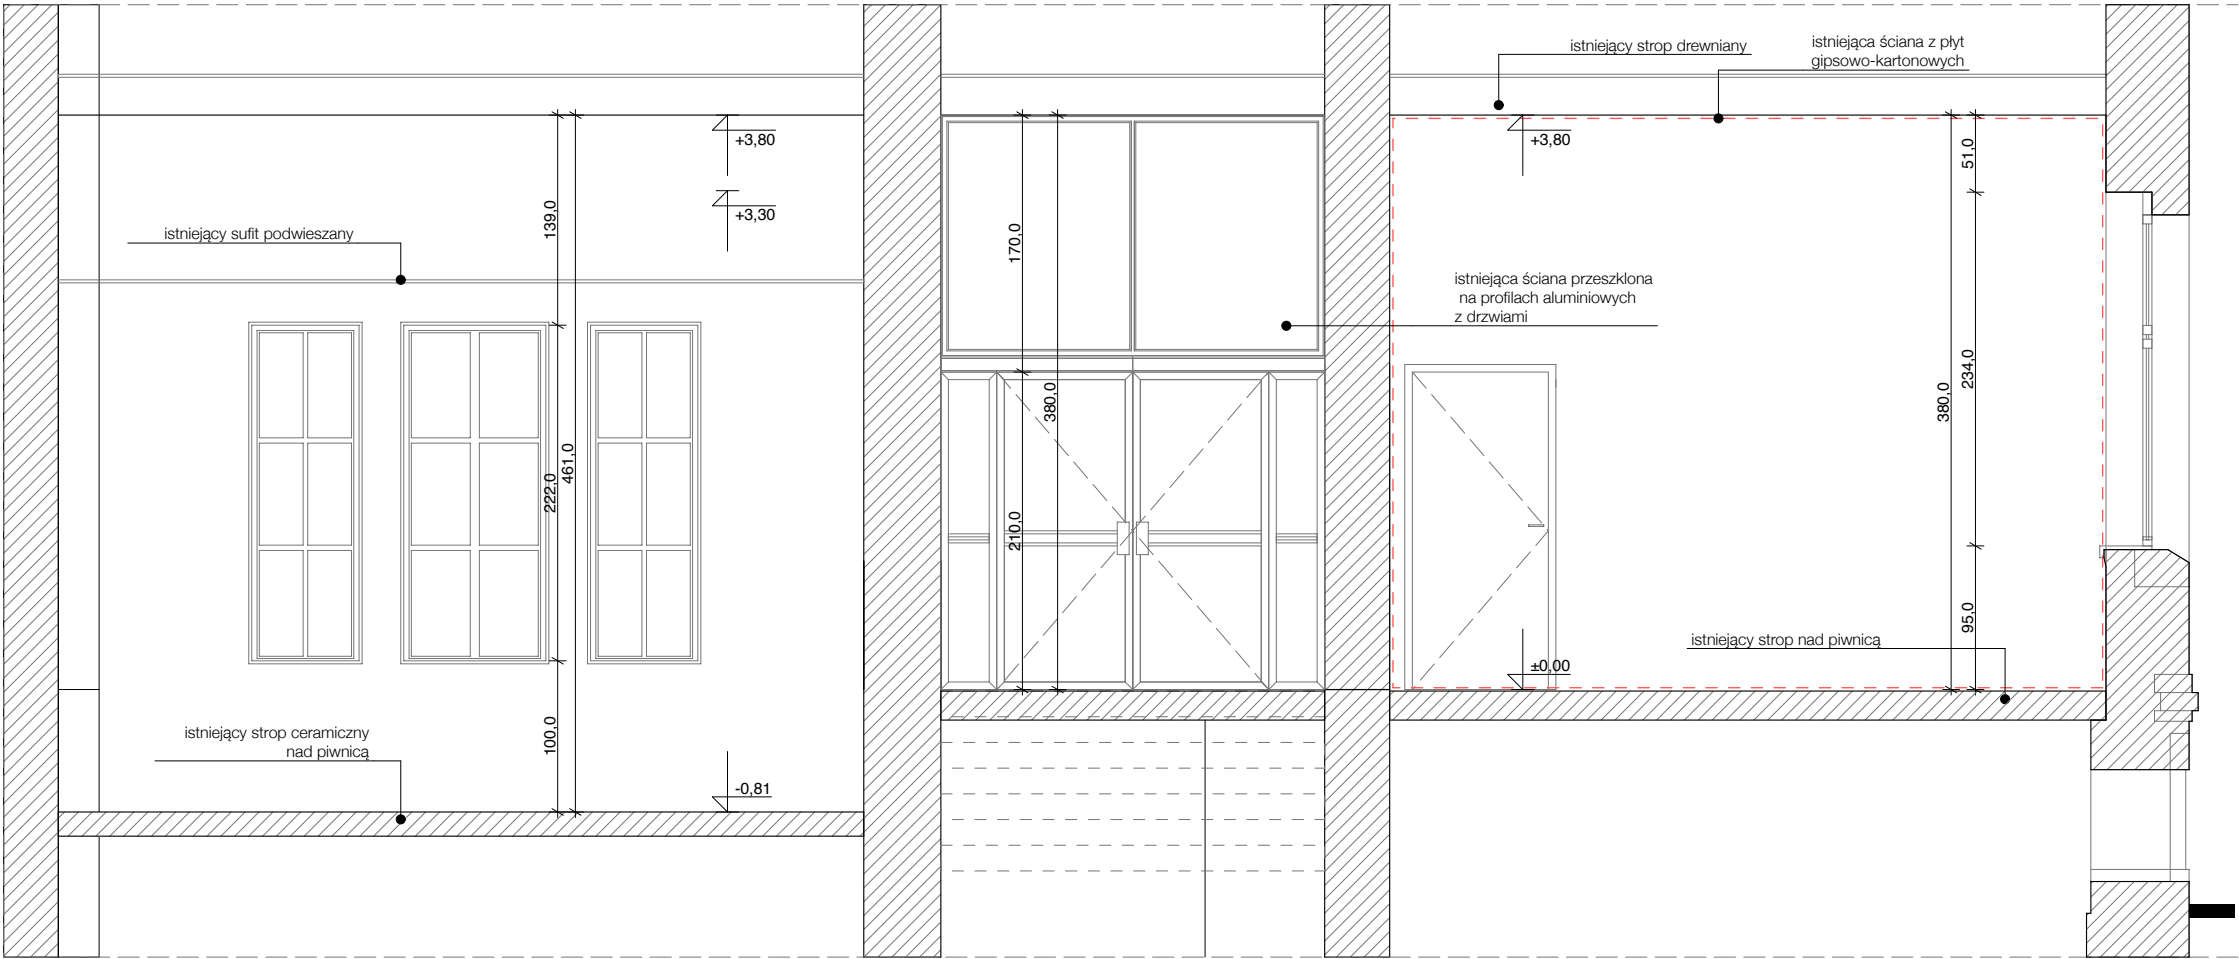 istniejący strop drewniany
istniejąca ściana z płyt
gipsowo-kartonowych
+3,80
+3,30
139,0
istniejący sufit podwieszany
170,0
+3,80
51,0
istniejąca ściana przeszklona
na profilach aluminiowych
z drzwiami
222,0
461,0
380,0
210,0
380,0
234,0
95,0
istniejący strop nad piwnicą
±0,00
istniejący strop ceramiczny
nad piwnicą
100,0
-0,81